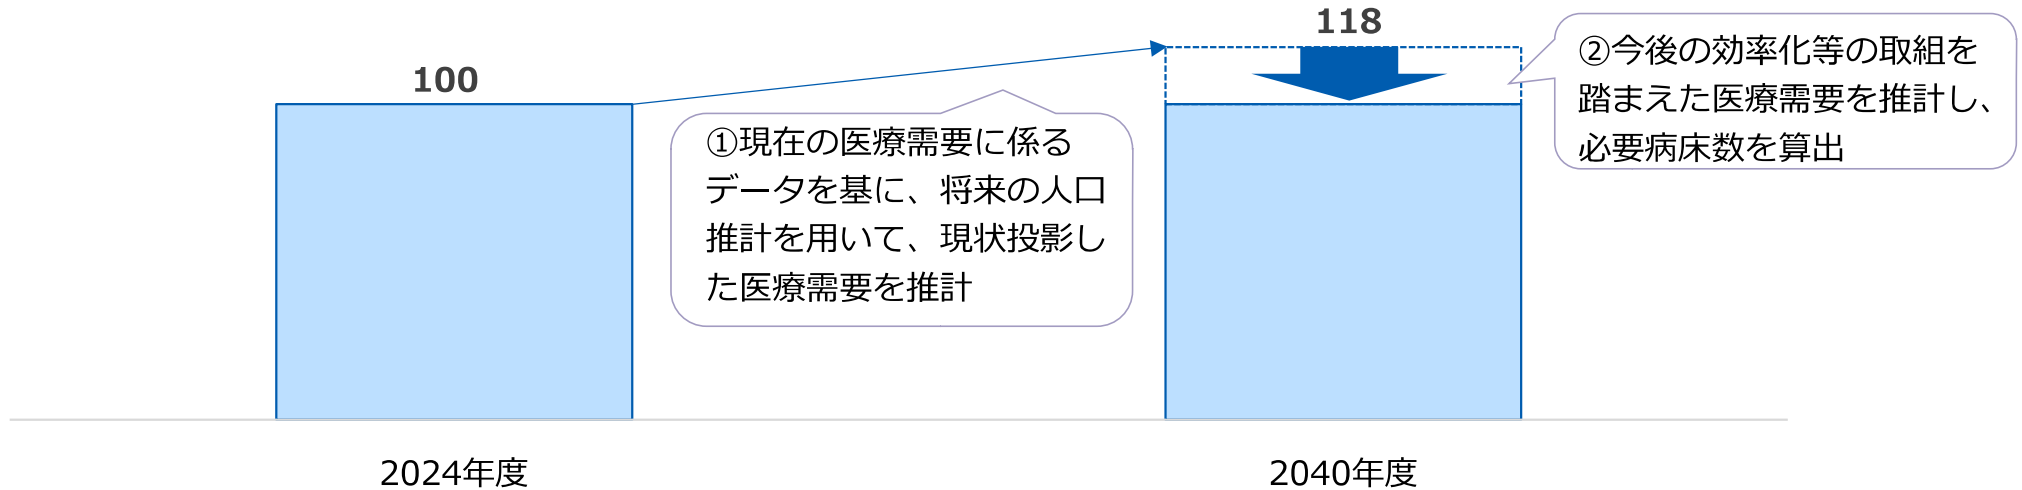 100
118
①現在の医療需要に係る
データを基に、将来の人口
推計を用いて、現状投影し
た医療需要を推計
②今後の効率化等の取組を
踏まえた医療需要を推計し、
必要病床数を算出
2024年度
2040年度